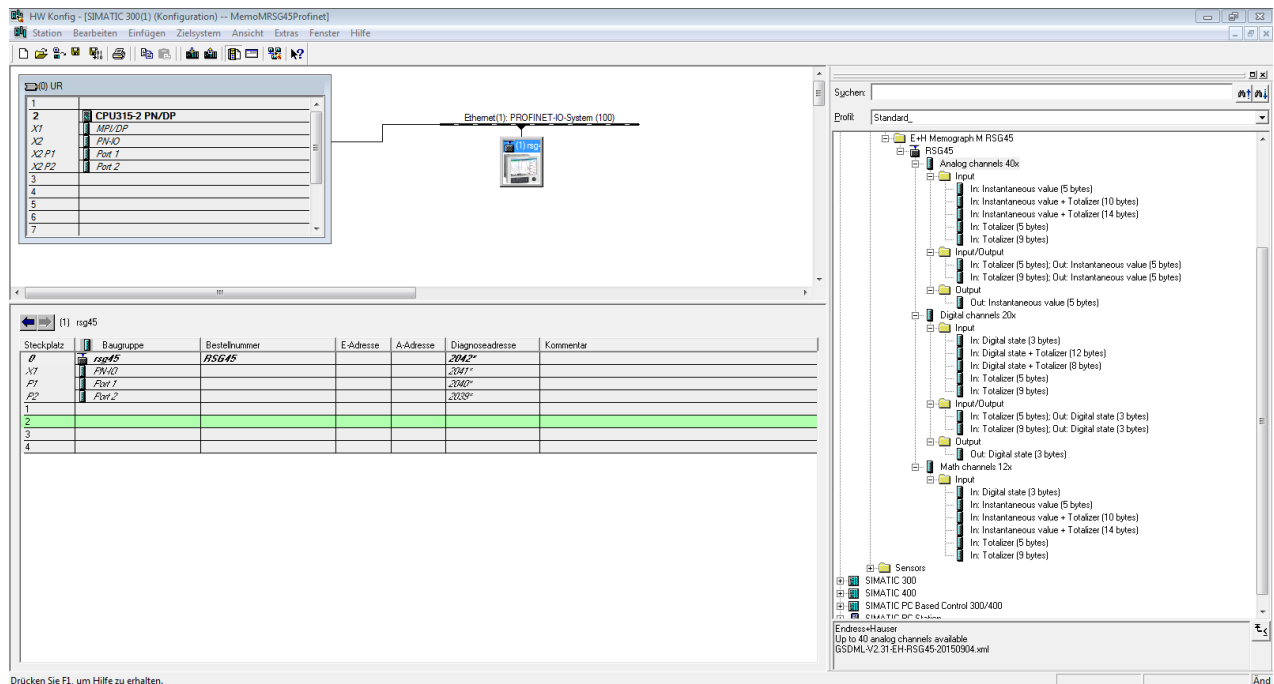 HW Konfig - [SIMATIC 300(1) (Konfiguration) -- MemoMRSG45Profinet]
Station Bearbeiten Einfügen Zielsystem Ansicht Extras Fenster Hilfe
(0) UR
1
2 CPU315-2 PN/DP
X1 MPI/DP
X2 PN-IO
X2 P1 Port 1
X2 P2 Port 2
3
4
5
6
7
Ethernet(1): PROFINET-IO-System (100)
(1) rsg4
(1) rsg45
Steckplatz Baugruppe Bestellnummer E-Adresse A-Adresse Diagnoseadresse Kommentar
0 rsg45 RSG45 2042*
X1 PN-IO 2041*
P1 Port 1 2040*
P2 Port 2 2039*
1
2
3
4
Suchen:
Profil: Standard_
E+H Memograph M RSG45
RSG45
Analog channels 40x
Input
In: Instantaneous value (5 bytes)
In: Instantaneous value + Totalizer (10 bytes)
In: Instantaneous value + Totalizer (14 bytes)
In: Totalizer (5 bytes)
In: Totalizer (9 bytes)
Input/Output
In: Totalizer (5 bytes); Out: Instantaneous value (5 bytes)
In: Totalizer (9 bytes); Out: Instantaneous value (5 bytes)
Output
Out: Instantaneous value (5 bytes)
Digital channels 20x
Input
In: Digital state (3 bytes)
In: Digital state + Totalizer (12 bytes)
In: Digital state + Totalizer (8 bytes)
In: Totalizer (5 bytes)
In: Totalizer (9 bytes)
Input/Output
In: Totalizer (5 bytes); Out: Digital state (3 bytes)
In: Totalizer (9 bytes); Out: Digital state (3 bytes)
Output
Out: Digital state (3 bytes)
Math channels 12x
Input
In: Digital state (3 bytes)
In: Instantaneous value (5 bytes)
In: Instantaneous value + Totalizer (10 bytes)
In: Instantaneous value + Totalizer (14 bytes)
In: Totalizer (5 bytes)
In: Totalizer (9 bytes)
Sensors
SIMATIC 300
SIMATIC 400
SIMATIC PC Based Control 300/400
SIMATIC PC Station
Endress+Hauser
Up to 40 analog channels available
GSDML-V2.31-EH-RSG45-20150904.xml
Drücken Sie F1, um Hilfe zu erhalten.
Änd